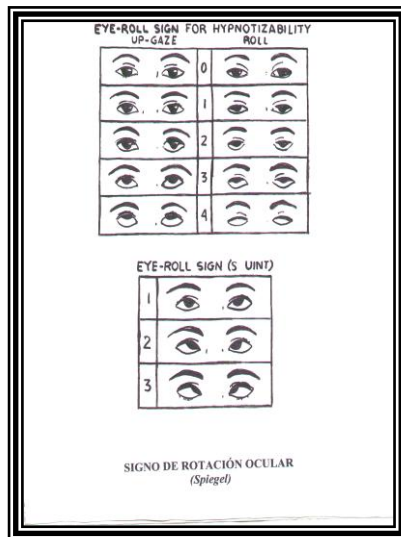 EYE-ROLL SIGN FOR HYPNOTIZABILITY
UP-GAZE ROLL
0
1
2
3
4
EYE-ROLL SIGN (S UINT)
1
2
3
SIGNO DE ROTACIÓN OCULAR
(Spiegel)